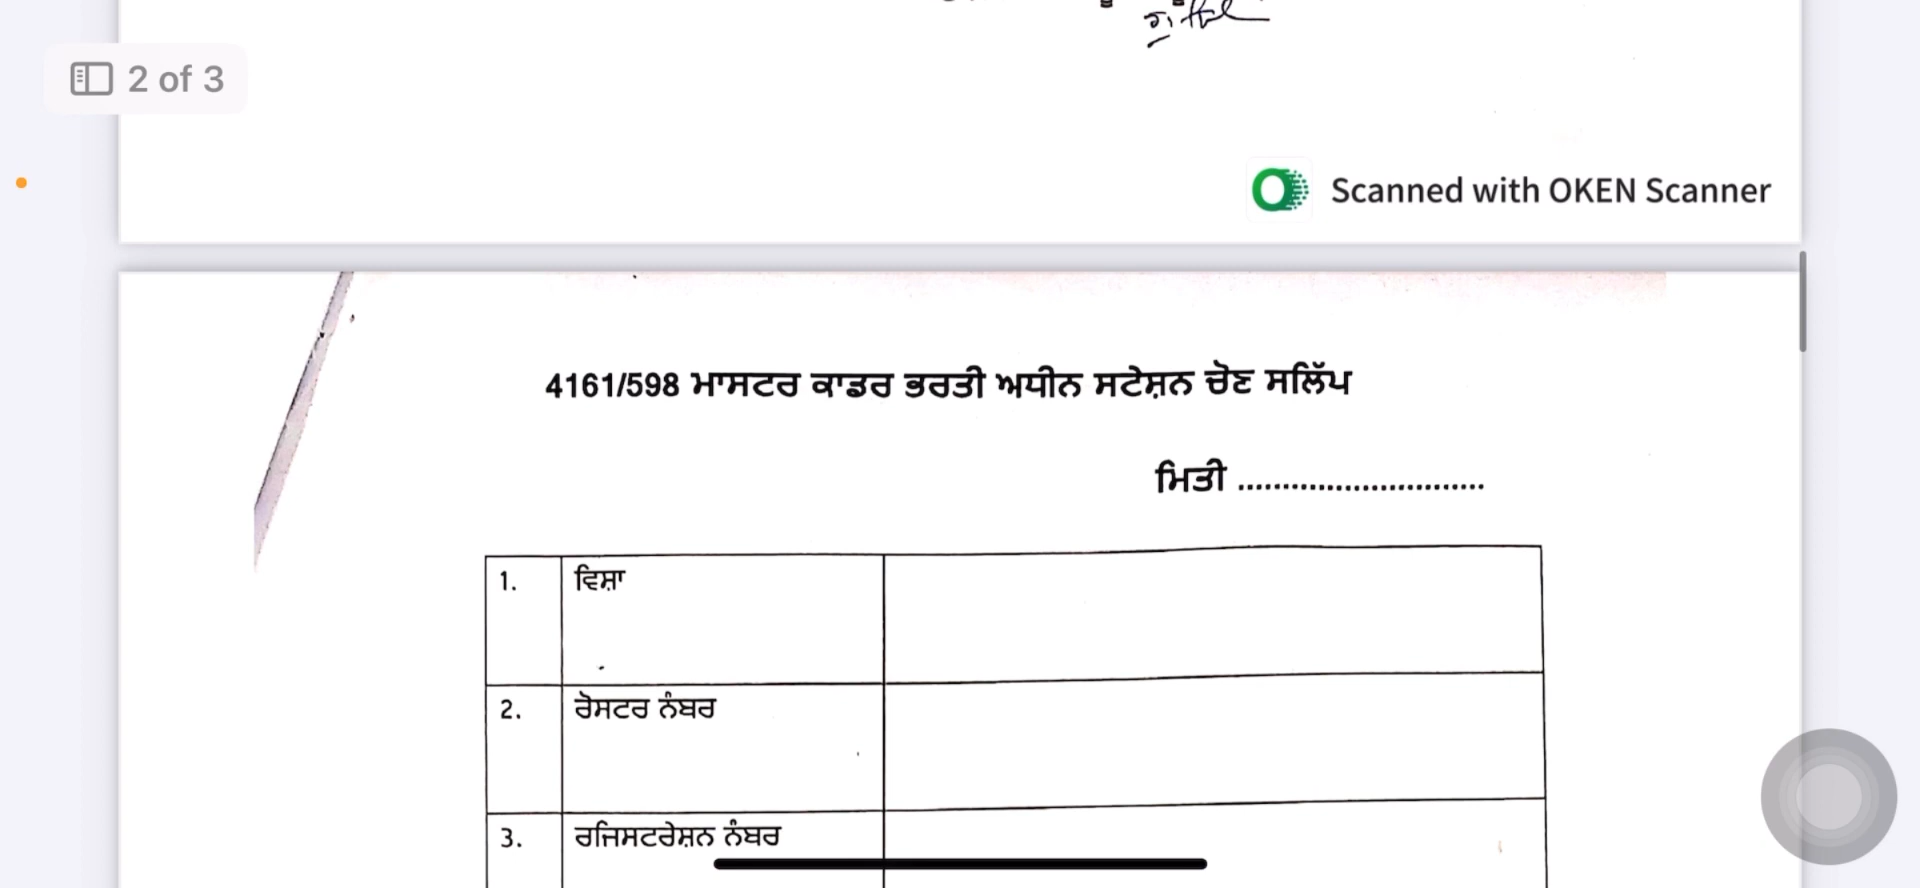 2 of 3
Scanned with OKEN Scanner
4161/598 ਮਾਸਟਰ ਕਾਡਰ ਭਰਤੀ ਅਧੀਨ ਸਟੇਸ਼ਨ ਚੋਣ ਸਲਿੱਪ
ਮਿਤੀ ............................
1. ਵਿਸ਼ਾ
2. ਰੋਸਟਰ ਨੰਬਰ
3. ਰਜਿਸਟਰੇਸ਼ਨ ਨੰਬਰ